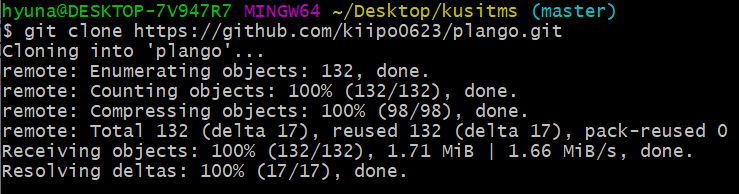 hyuna@DESKTOP-7V947R7 MINGW64 ~/Desktop/kusitms (master)
$ git clone https://github.com/kiipo0623/plango.git
Cloning into 'plango'...
remote: Enumerating objects: 132, done.
remote: Counting objects: 100% (132/132), done.
remote: Compressing objects: 100% (98/98), done.
remote: Total 132 (delta 17), reused 132 (delta 17), pack-reused 0
Receiving objects: 100% (132/132), 1.71 MiB | 1.66 MiB/s, done.
Resolving deltas: 100% (17/17), done.